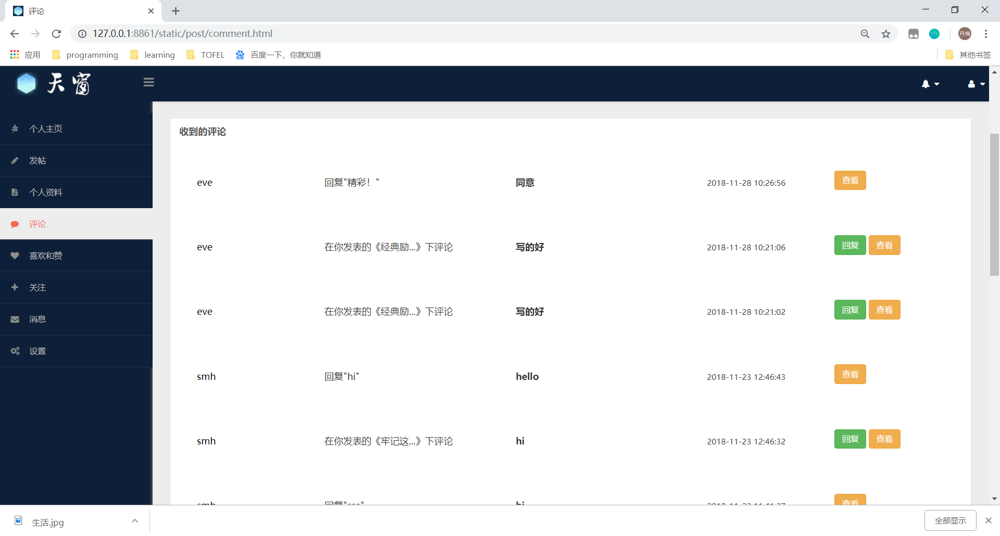 评论
127.0.0.1:8861/static/post/comment.html
丹梅
应用 programming learning TOFEL 百度一下，你就知道 其他书签
天窗
个人主页
发帖
个人资料
评论
喜欢和赞
关注
消息
设置
收到的评论
eve 回复"精彩！" 同意 2018-11-28 10:26:56 查看
eve 在你发表的《经典励...》下评论 写的好 2018-11-28 10:21:06 回复 查看
eve 在你发表的《经典励...》下评论 写的好 2018-11-28 10:21:02 回复 查看
smh 回复"hi" hello 2018-11-23 12:46:43 查看
smh 在你发表的《牢记这...》下评论 hi 2018-11-23 12:46:32 回复 查看
smh 回复 hi 查看
生活.jpg 全部显示